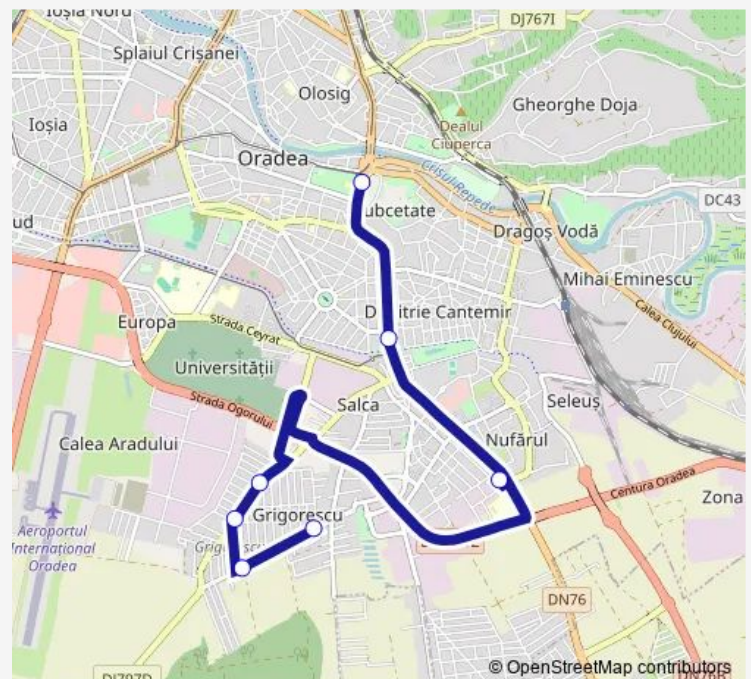 Ioșia Nord
DJ767I
Splaiul Crișanei
Olosig
Gheorghe Doja
Ioșia
Dealul
Ciuperca
Oradea
Crișul Repede
DC43
ubcetate
ud
Dragoș Vodă
Mihai Eminescu
Europa
D
itrie Cantemir
Strada Ceyrat
Calea Clujului
Universității
Strada Ogorului
Salca
Seleuș
Calea Aradului
Nufărul
Centura Oradea
Zona
Grigorescu
Aeroportul
Internațional
Oradea
DN76
© OpenStreetMap contributors